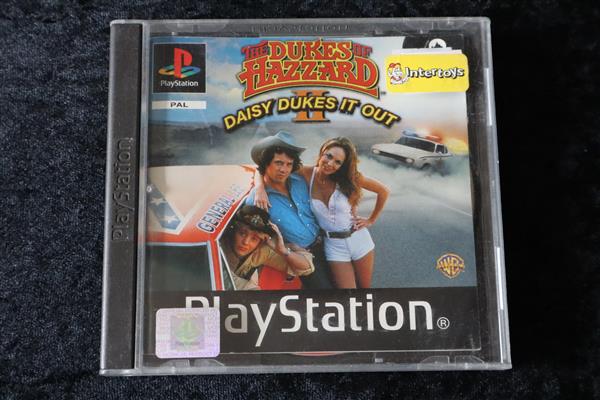 PlayStation
PlayStation
PAL
THE DUKES OF
HAZZARD
II
DAISY DUKES IT OUT
Intertoys
GENERAL LEE
PlayStation®